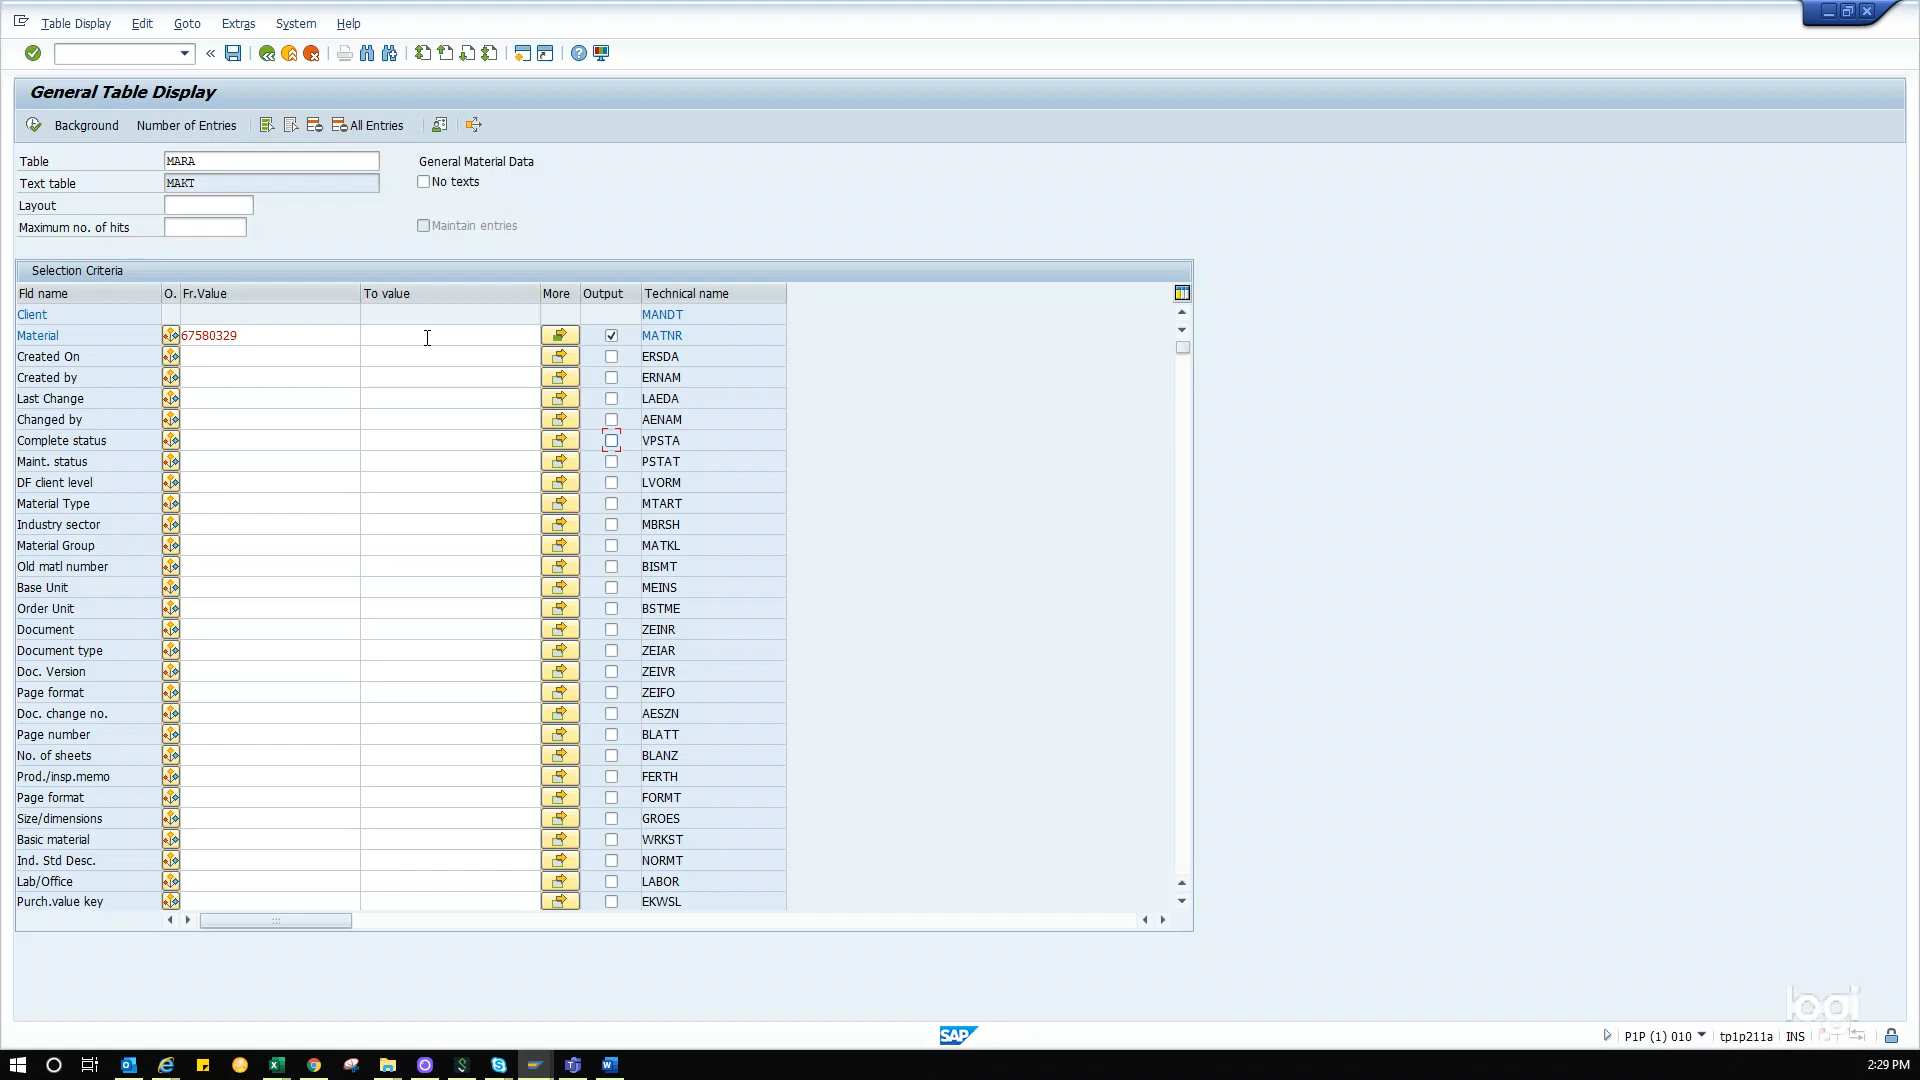 Table Display Edit Goto Extras System Help
General Table Display
Background Number of Entries All Entries
Table MARA General Material Data
Text table MAKT No texts
Layout
Maximum no. of hits Maintain entries
Selection Criteria
Fld name O. Fr.Value To value More Output Technical name
Client MANDT
Material 67580329 MATNR
Created On ERSDA
Created by ERNAM
Last Change LAEDA
Changed by AENAM
Complete status VPSTA
Maint. status PSTAT
DF client level LVORM
Material Type MTART
Industry sector MBRSH
Material Group MATKL
Old matl number BISMT
Base Unit MEINS
Order Unit BSTME
Document ZEINR
Document type ZEIAR
Doc. Version ZEIVR
Page format ZEIFO
Doc. change no. AESZN
Page number BLATT
No. of sheets BLANZ
Prod./insp.memo FERTH
Page format FORMT
Size/dimensions GROES
Basic material WRKST
Ind. Std Desc. NORMT
Lab/Office LABOR
Purch.value key EKWSL
logi
SAP P1P (1) 010 tp1p211a INS
2:29 PM